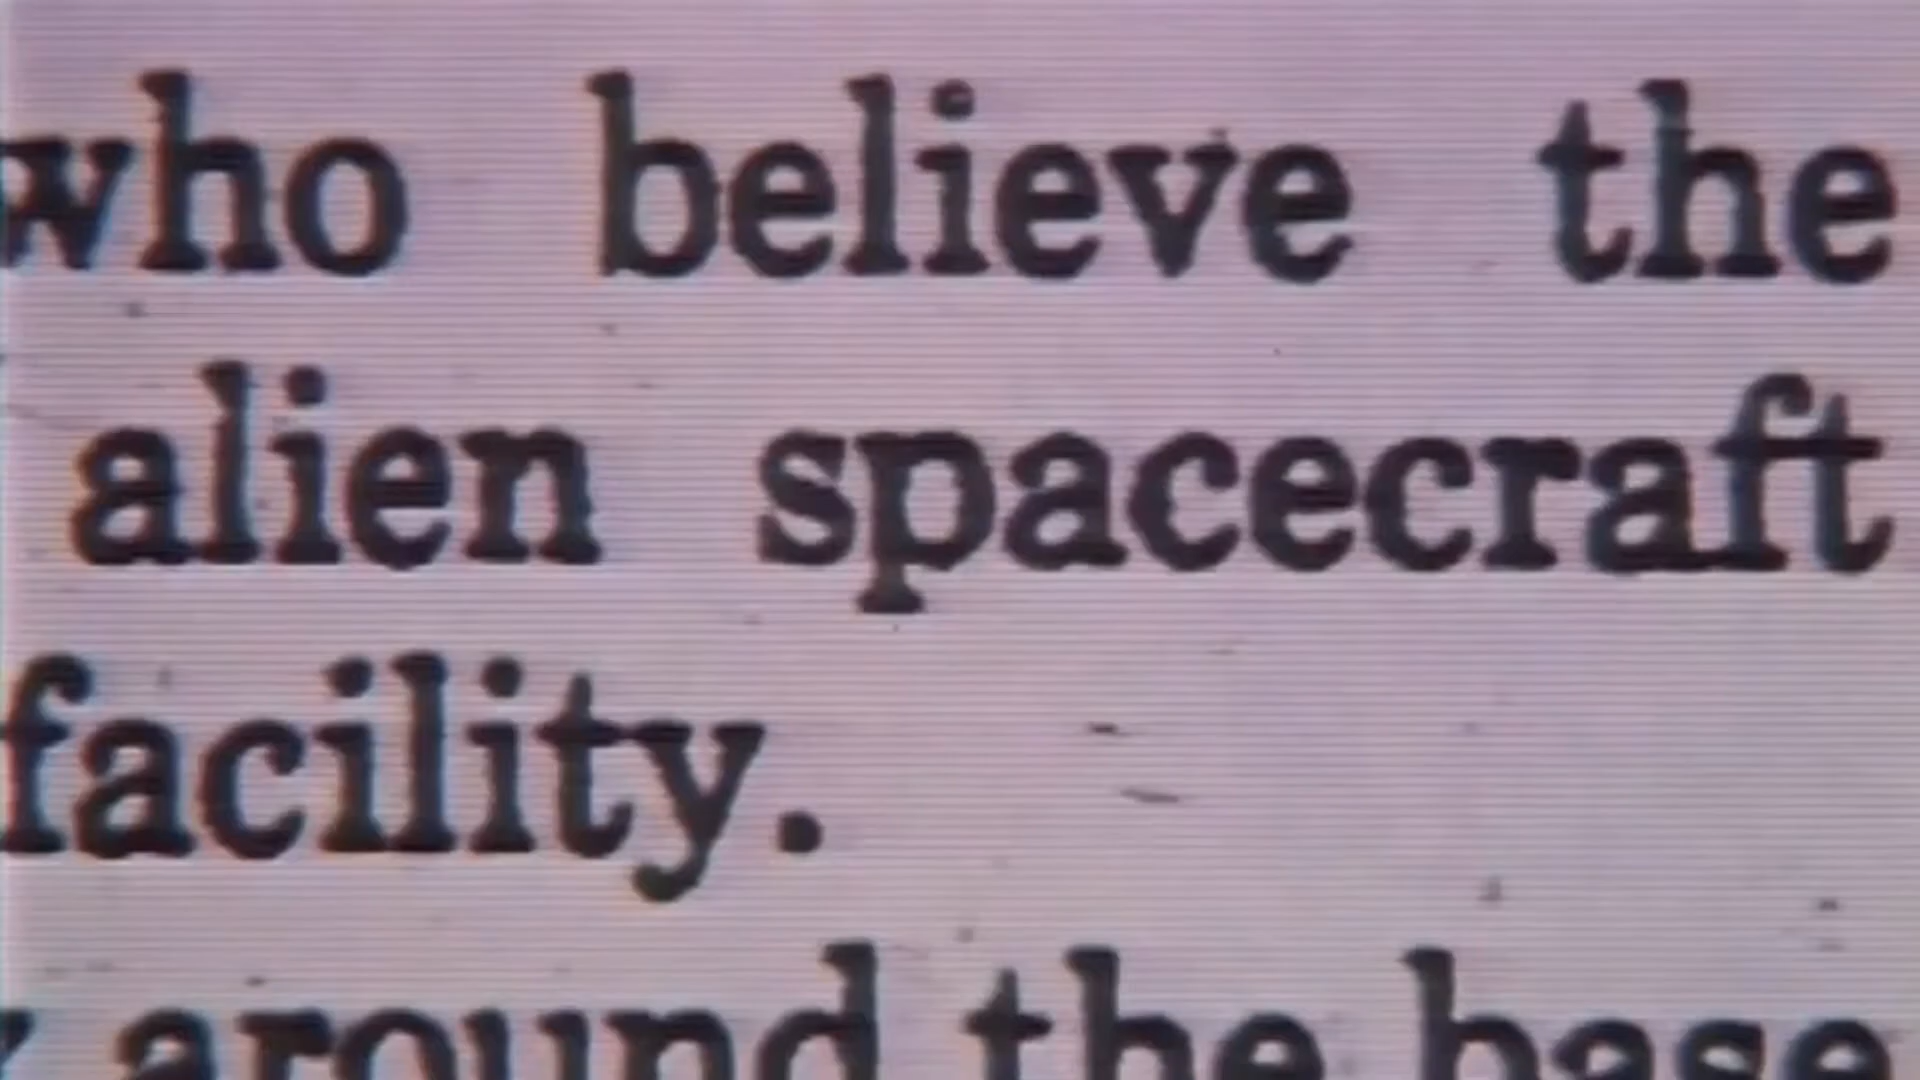 who believe the
alien spacecraft
facility.
around the base